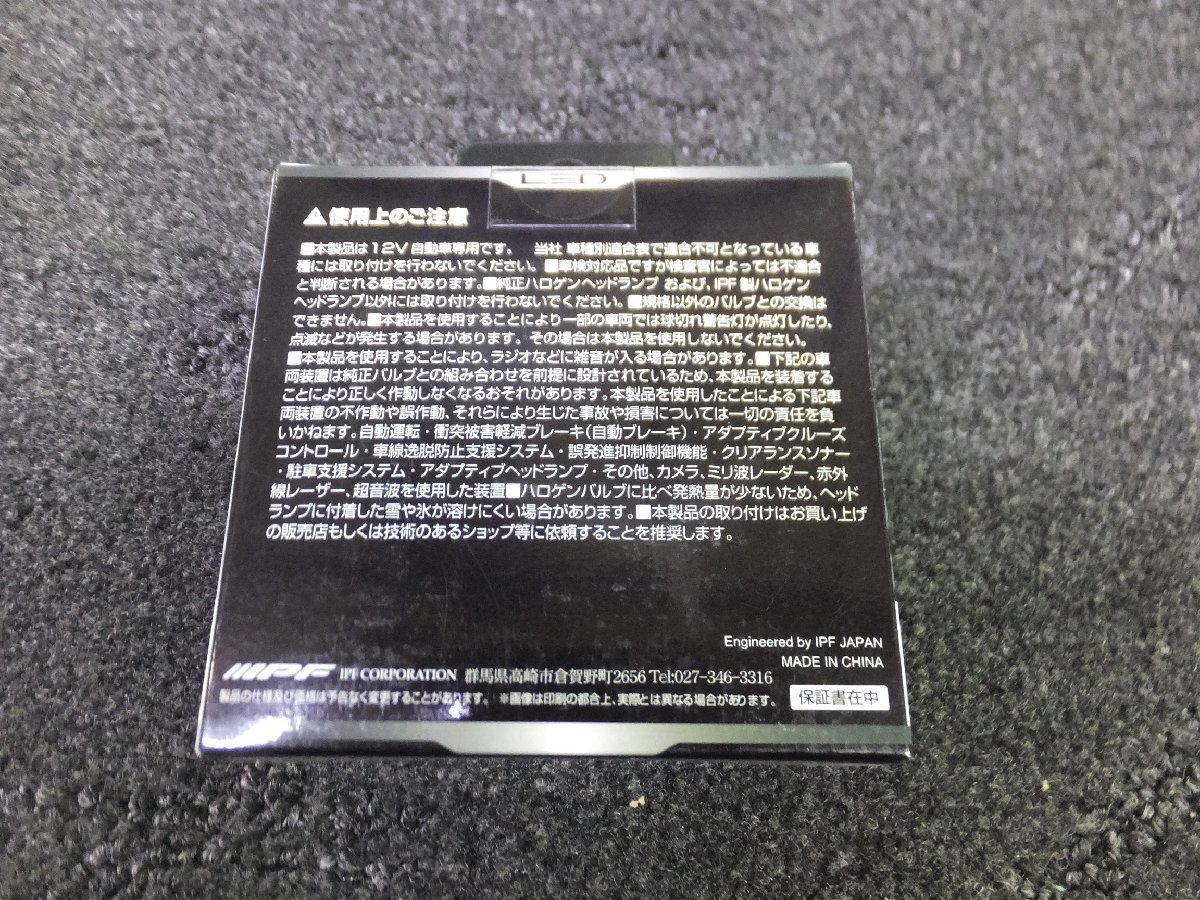 LED
⚠使用上のご注意
■本製品は12V自動車専用です。 当社 車種別適合表で適合不可となっている車
種には取り付けを行わないでください。■車検対応品ですが検査官によっては不適合
と判断される場合があります。■純正ハロゲンヘッドランプ および、IPF製ハロゲン
ヘッドランプ以外には取り付けを行わないでください。■規格以外のバルブとの交換は
できません。■本製品を使用することにより一部の車両では球切れ警告灯が点灯したり、
点滅などが発生する場合があります。その場合は本製品を使用しないでください。
■本製品を使用することにより、ラジオなどに雑音が入る場合があります。■下記の車
両装置は純正バルブとの組み合わせを前提に設計されているため、本製品を装着する
ことにより正しく作動しなくなるおそれがあります。本製品を使用したことによる下記車
両装置の不作動や誤作動、それらにより生じた事故や損害については一切の責任を負
いかねます。自動運転・衝突被害軽減ブレーキ(自動ブレーキ)・アダプティブクルーズ
コントロール・車線逸脱防止支援システム・誤発進抑制制御機能・クリアランスソナー
・駐車支援システム・アダプティブヘッドランプ・その他、カメラ、ミリ波レーダー、赤外
線レーザー、超音波を使用した装置■ハロゲンバルブに比べ発熱量が少ないため、ヘッド
ランプに付着した雪や氷が溶けにくい場合があります。■本製品の取り付けはお買い上げ
の販売店もしくは技術のあるショップ等に依頼することを推奨します。
Engineered by IPF JAPAN
MADE IN CHINA
IPF IPF CORPORATION 群馬県高崎市倉賀野町2656 Tel:027-346-3316
製品の仕様及び価格は予告なく変更することがあります。 ※画像は印刷の都合上、実際とは異なる場合があります。
保証書在中